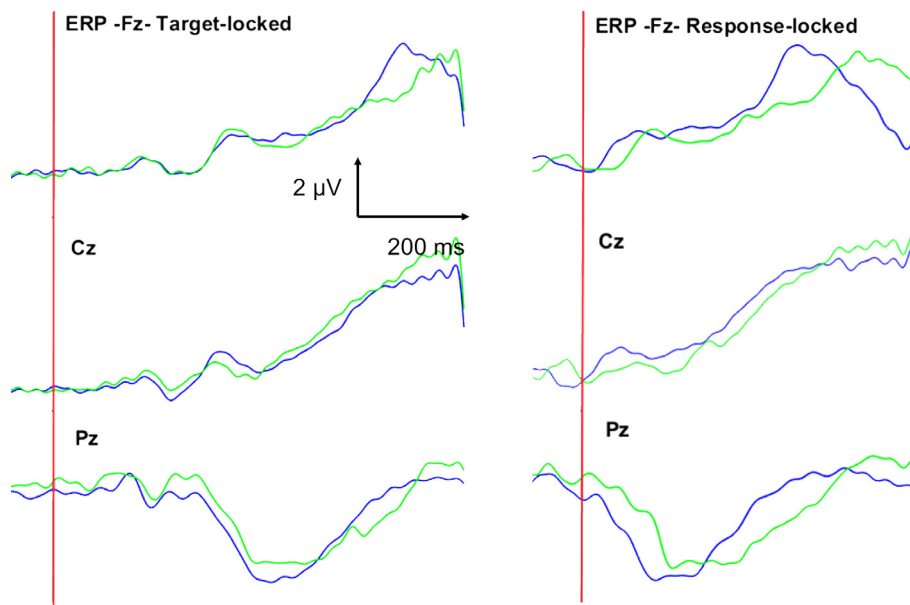 ERP -Fz- Target-locked
ERP -Fz- Response-locked
2 µV
200 ms
Cz
Cz
Pz
Pz